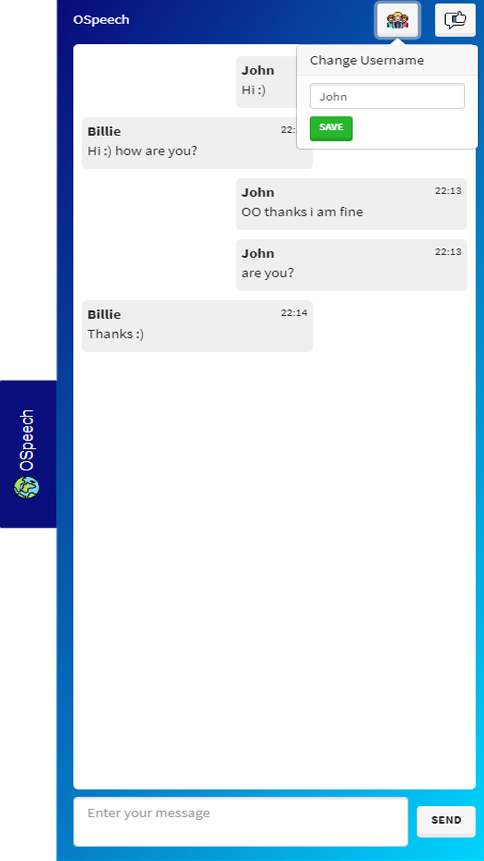 OSpeech
Change Username
John
SAVE
John
Hi :)
Billie
Hi :) how are you?
John 22:13
OO thanks i am fine
John 22:13
are you?
Billie 22:14
Thanks :)
OSpeech
Enter your message
SEND